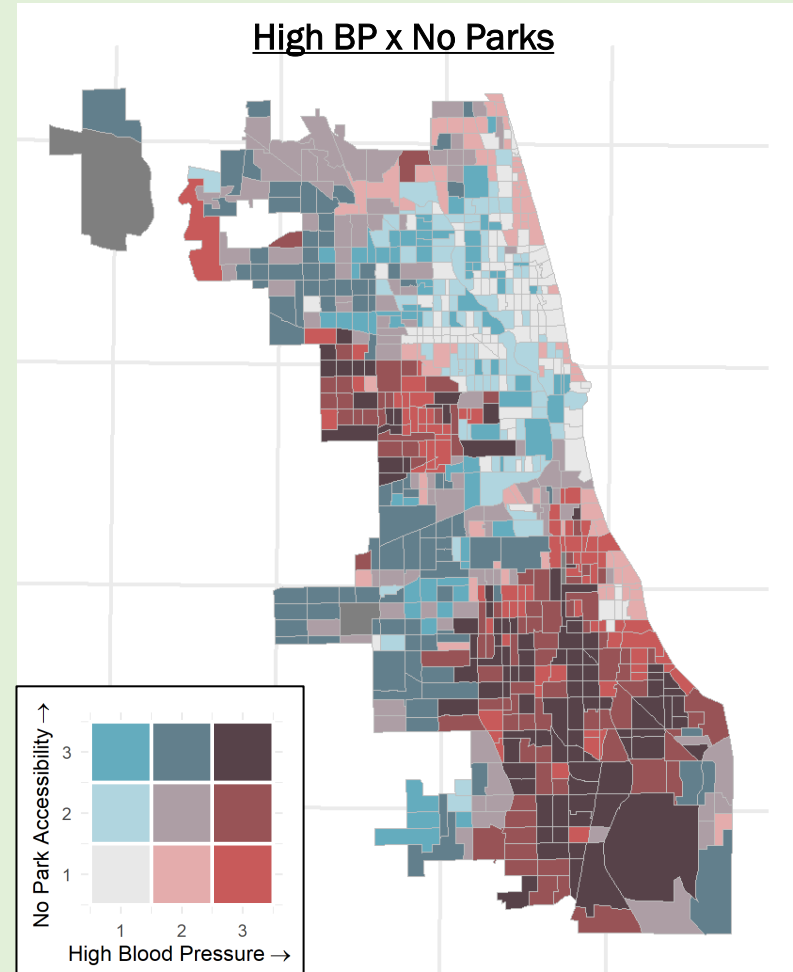 High BP x No Parks
No Park Accessibility →
3
2
1
1 2 3
High Blood Pressure →